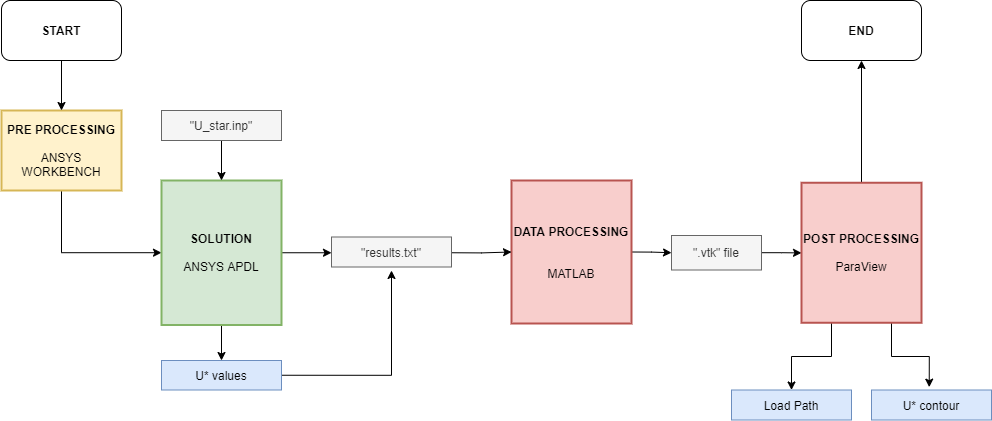 START
END
PRE PROCESSING
ANSYS
WORKBENCH
"U_star.inp"
SOLUTION
ANSYS APDL
"results.txt"
DATA PROCESSING
MATLAB
".vtk" file
POST PROCESSING
ParaView
U* values
Load Path
U* contour